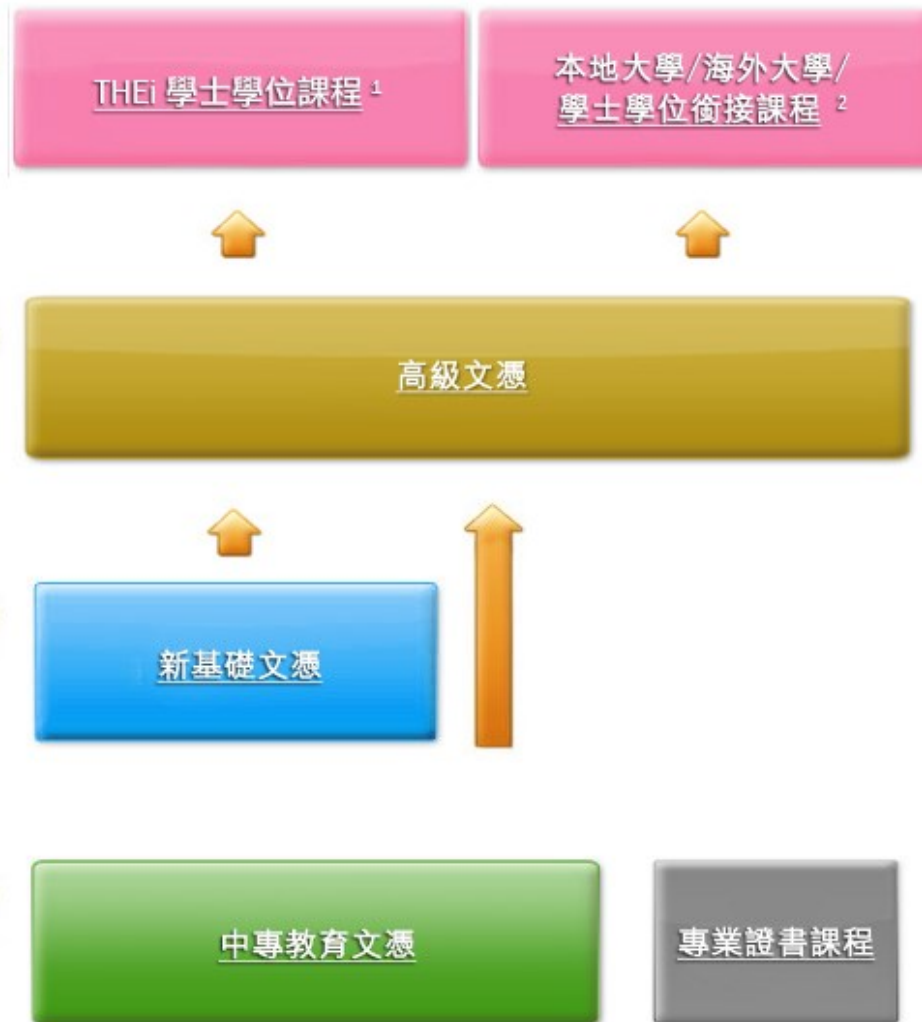 THEi 學士學位課程 ¹
本地大學/海外大學/
學士學位銜接課程 ²
高級文憑
新基礎文憑
中專教育文憑
專業證書課程